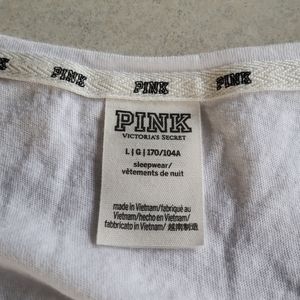 PINK PINK PINK PINK
PINK
VICTORIA'S SECRET
L | G | 170/104A
sleepwear/
vêtements de nuit
made in Vietnam/fabriqué au
Vietnam/hecho en Vietnam/
fabbricato in Vietnam/越南制造